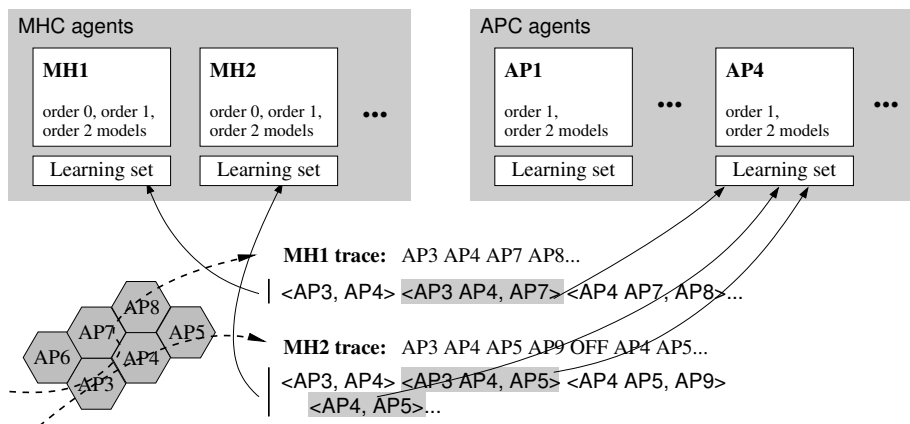 MHC agents
APC agents
MH1
MH2
AP1
AP4
order 0, order 1,
order 2 models
order 0, order 1,
order 2 models
...
order 1,
order 2 models
...
order 1,
order 2 models
...
Learning set
Learning set
Learning set
Learning set
MH1 trace: AP3 AP4 AP7 AP8...
<AP3, AP4> <AP3 AP4, AP7> <AP4 AP7, AP8>...
AP8
AP7
AP5
AP6
AP4
AP3
MH2 trace: AP3 AP4 AP5 AP9 OFF AP4 AP5...
<AP3, AP4> <AP3 AP4, AP5> <AP4 AP5, AP9>
<AP4, AP5>...